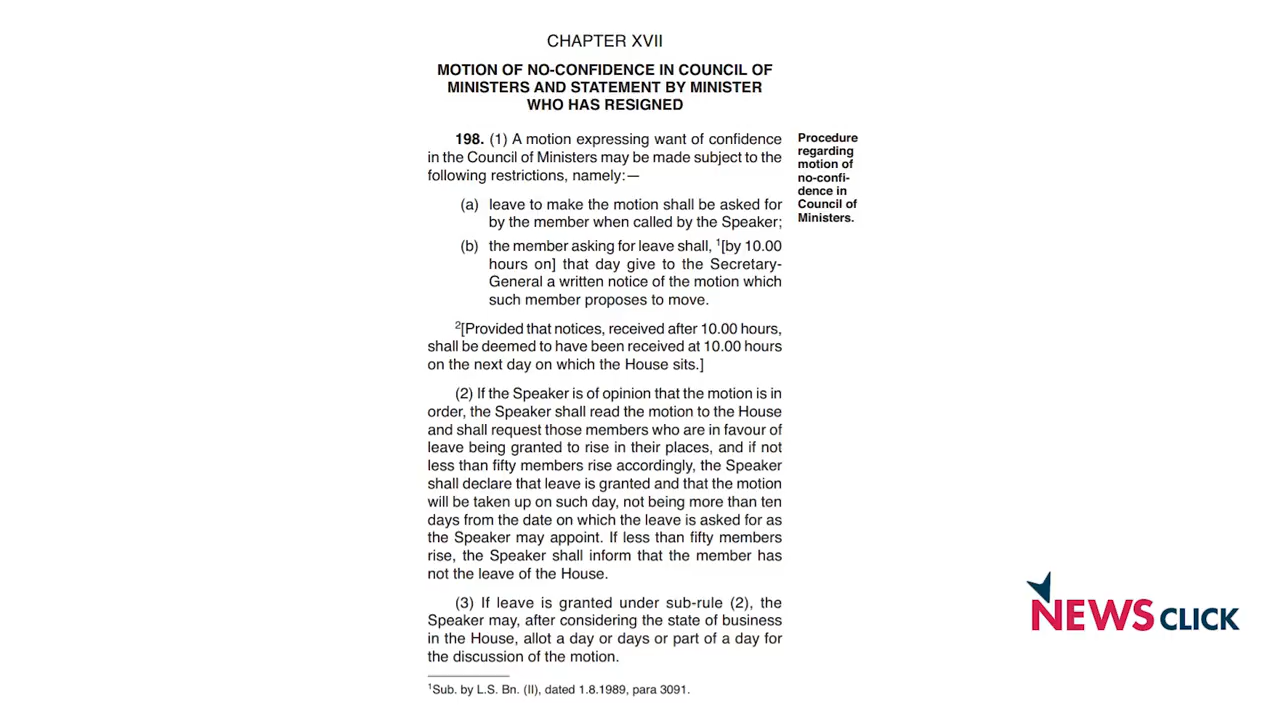 CHAPTER XVII
MOTION OF NO-CONFIDENCE IN COUNCIL OF
MINISTERS AND STATEMENT BY MINISTER
WHO HAS RESIGNED
198. (1) A motion expressing want of confidence
in the Council of Ministers may be made subject to the
following restrictions, namely:—
(a) leave to make the motion shall be asked for
by the member when called by the Speaker;
(b) the member asking for leave shall, ¹[by 10.00
hours on] that day give to the Secretary-
General a written notice of the motion which
such member proposes to move.
²[Provided that notices, received after 10.00 hours,
shall be deemed to have been received at 10.00 hours
on the next day on which the House sits.]
(2) If the Speaker is of opinion that the motion is in
order, the Speaker shall read the motion to the House
and shall request those members who are in favour of
leave being granted to rise in their places, and if not
less than fifty members rise accordingly, the Speaker
shall declare that leave is granted and that the motion
will be taken up on such day, not being more than ten
days from the date on which the leave is asked for as
the Speaker may appoint. If less than fifty members
rise, the Speaker shall inform that the member has
not the leave of the House.
(3) If leave is granted under sub-rule (2), the
Speaker may, after considering the state of business
in the House, allot a day or days or part of a day for
the discussion of the motion.
¹Sub. by L.S. Bn. (II), dated 1.8.1989, para 3091.
Procedure
regarding
motion of
no-confi-
dence in
Council of
Ministers.
NEWSCLICK